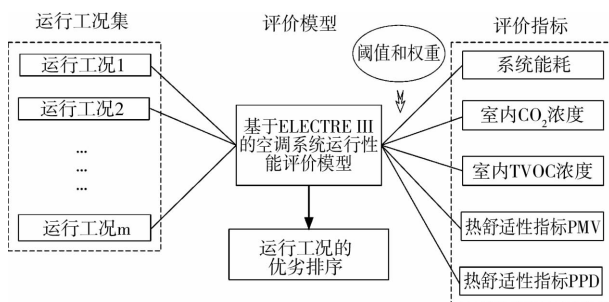 运行工况集
运行工况1
运行工况2
...
...
...
运行工况m
评价模型
阈值和权重
基于ELECTRE III
的空调系统运行性
能评价模型
运行工况的
优劣排序
评价指标
系统能耗
室内CO₂浓度
室内TVOC浓度
热舒适性指标PMV
热舒适性指标PPD